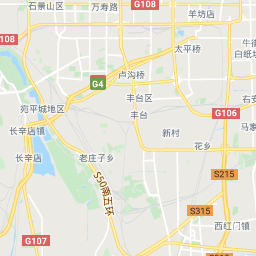 石景山区
万寿路
G108
羊坊店
108
太平桥
牛街
白纸坊
卢沟桥
G4
丰台区
右安
宛平城地区
丰台
G106
长辛店镇
新村
马家
花乡
长辛店
老庄子乡
S50南五环
S215
S315
西红门镇
G107